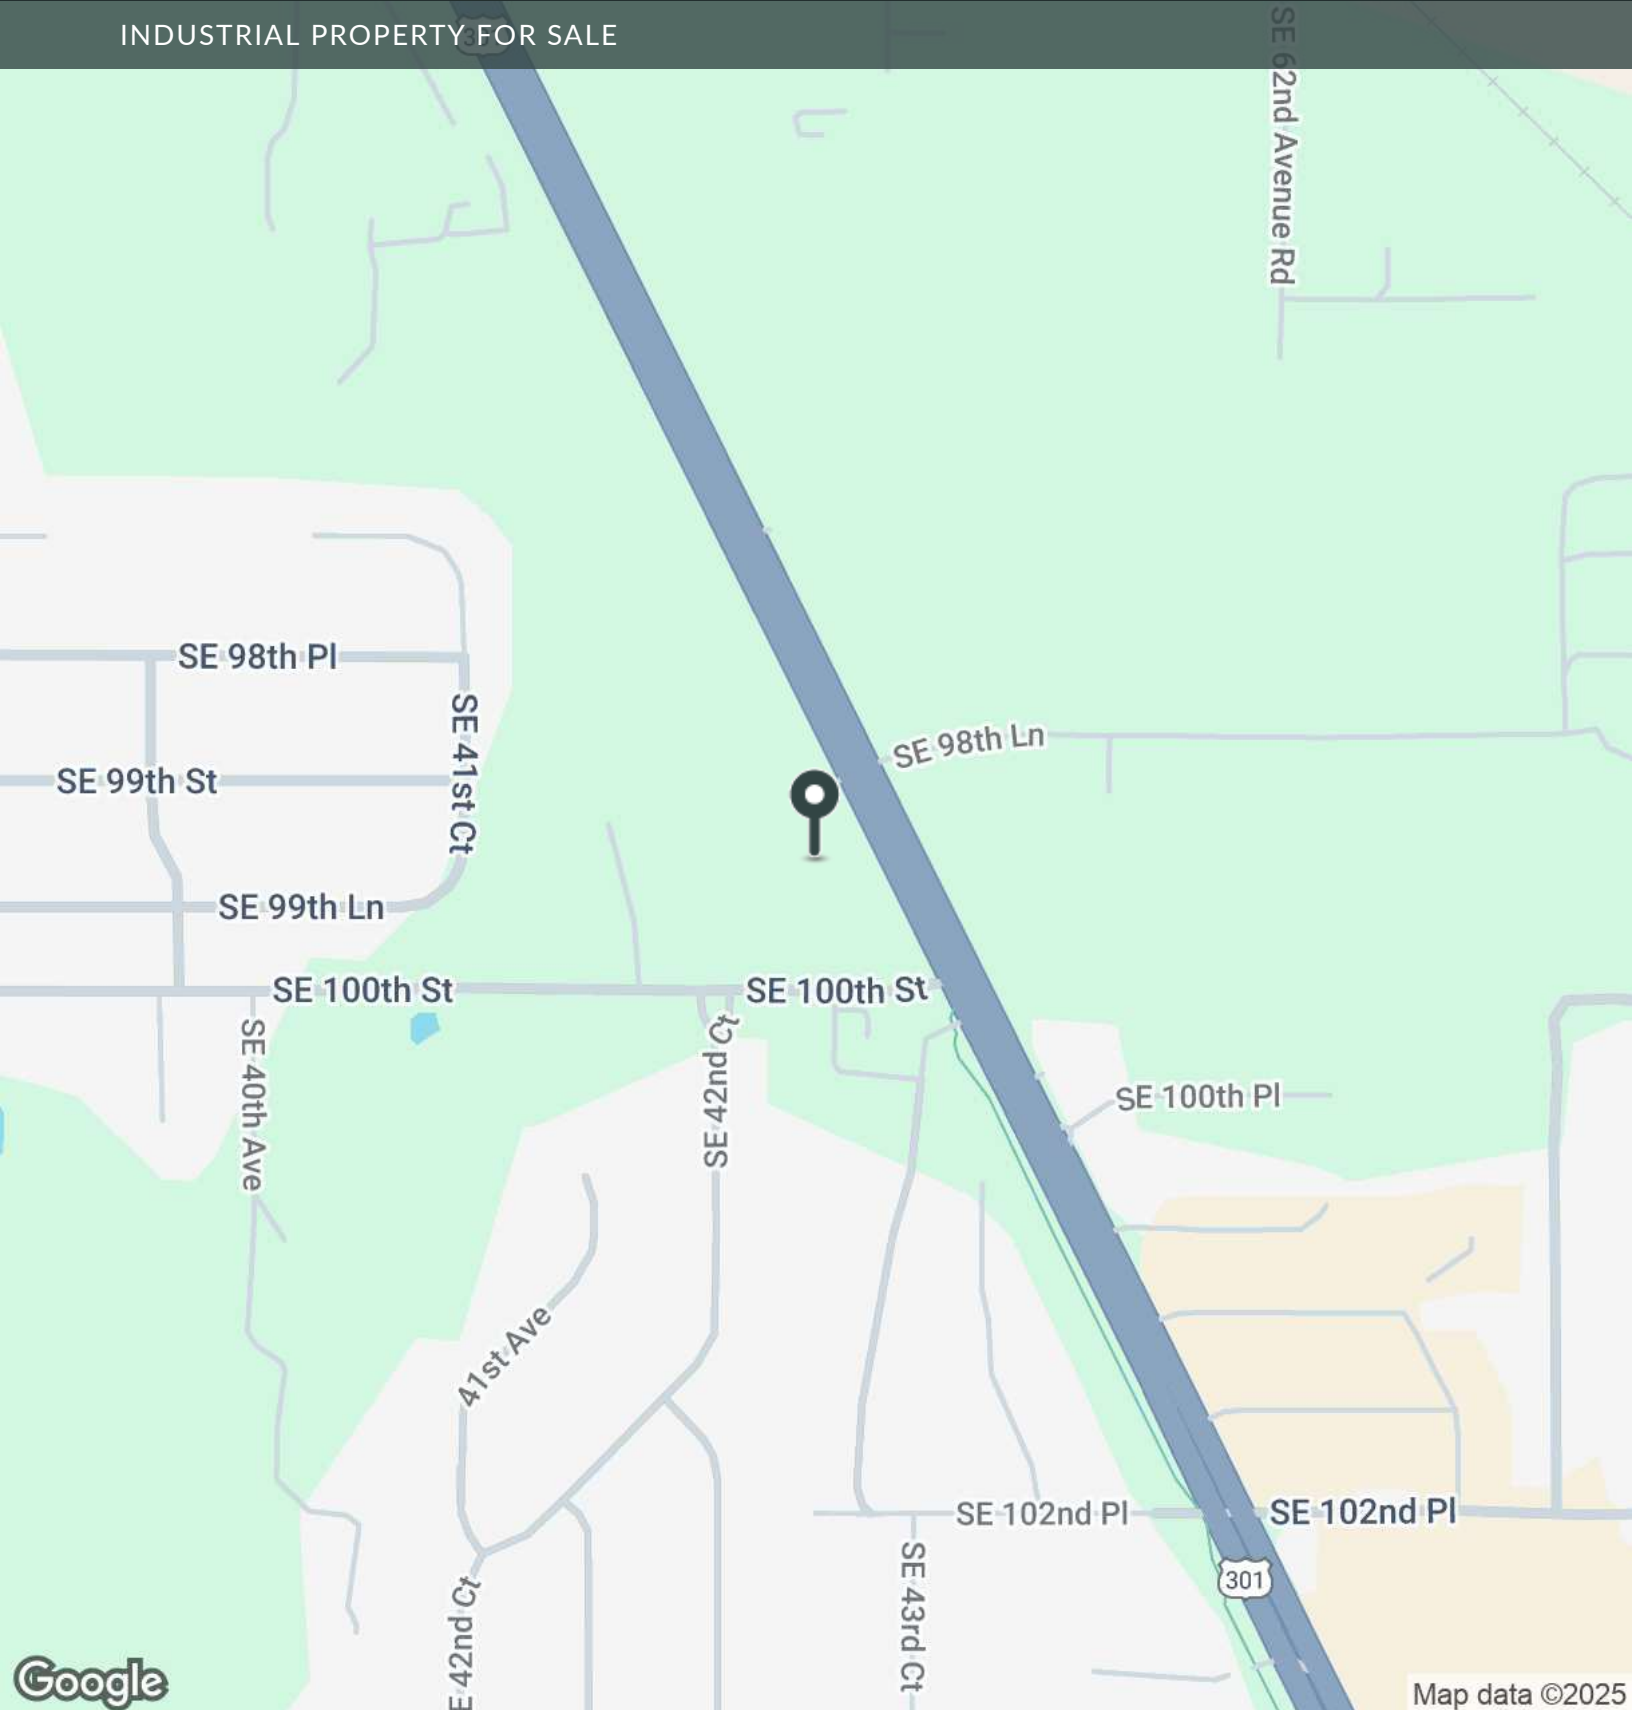 INDUSTRIAL PROPERTY FOR SALE
SE 62nd Avenue Rd
SE 98th Pl
SE 41st Ct
SE 98th Ln
SE 99th St
SE 99th Ln
SE 100th St
SE 100th St
SE 40th Ave
SE 42nd Ct
SE 100th Pl
41st Ave
SE 102nd Pl
SE 102nd Pl
301
SE 43rd Ct
E 42nd Ct
Google
Map data ©2025